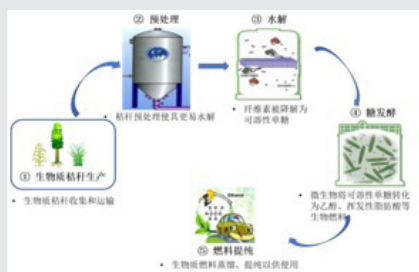 ② 预处理
• 秸秆预处理使其更易水解
③ 水解
• 纤维素被降解为
可溶性单糖
④ 糖发酵
• 微生物将可溶性单糖转化
为乙醇、挥发性脂肪酸等
生物燃料
⑤ 燃料提纯
• 生物质燃料蒸馏、提纯以供使用
① 生物质秸秆生产
• 生物质秸秆收集和运输